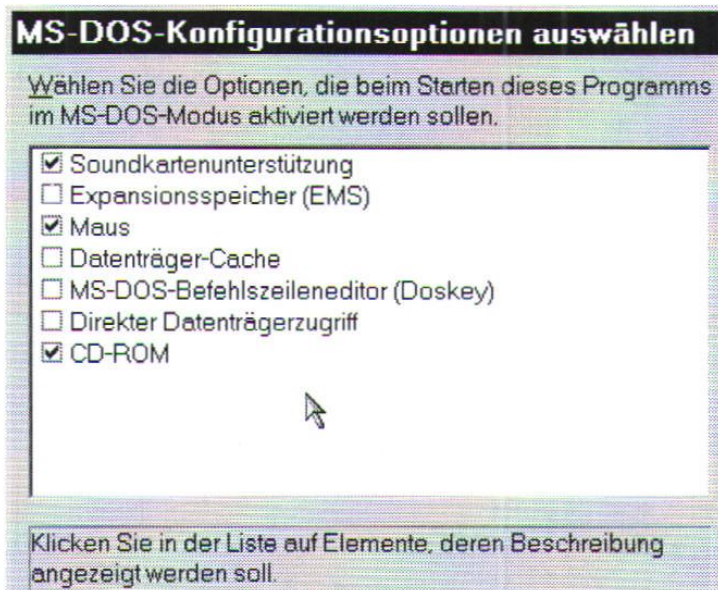 MS-DOS-Konfigurationsoptionen auswählen
Wählen Sie die Optionen, die beim Starten dieses Programms
im MS-DOS-Modus aktiviert werden sollen.
Soundkartenunterstützung
Expansionsspeicher (EMS)
Maus
Datenträger-Cache
MS-DOS-Befehlszeileneditor (Doskey)
Direkter Datenträgerzugriff
CD-ROM
Klicken Sie in der Liste auf Elemente, deren Beschreibung
angezeigt werden soll.